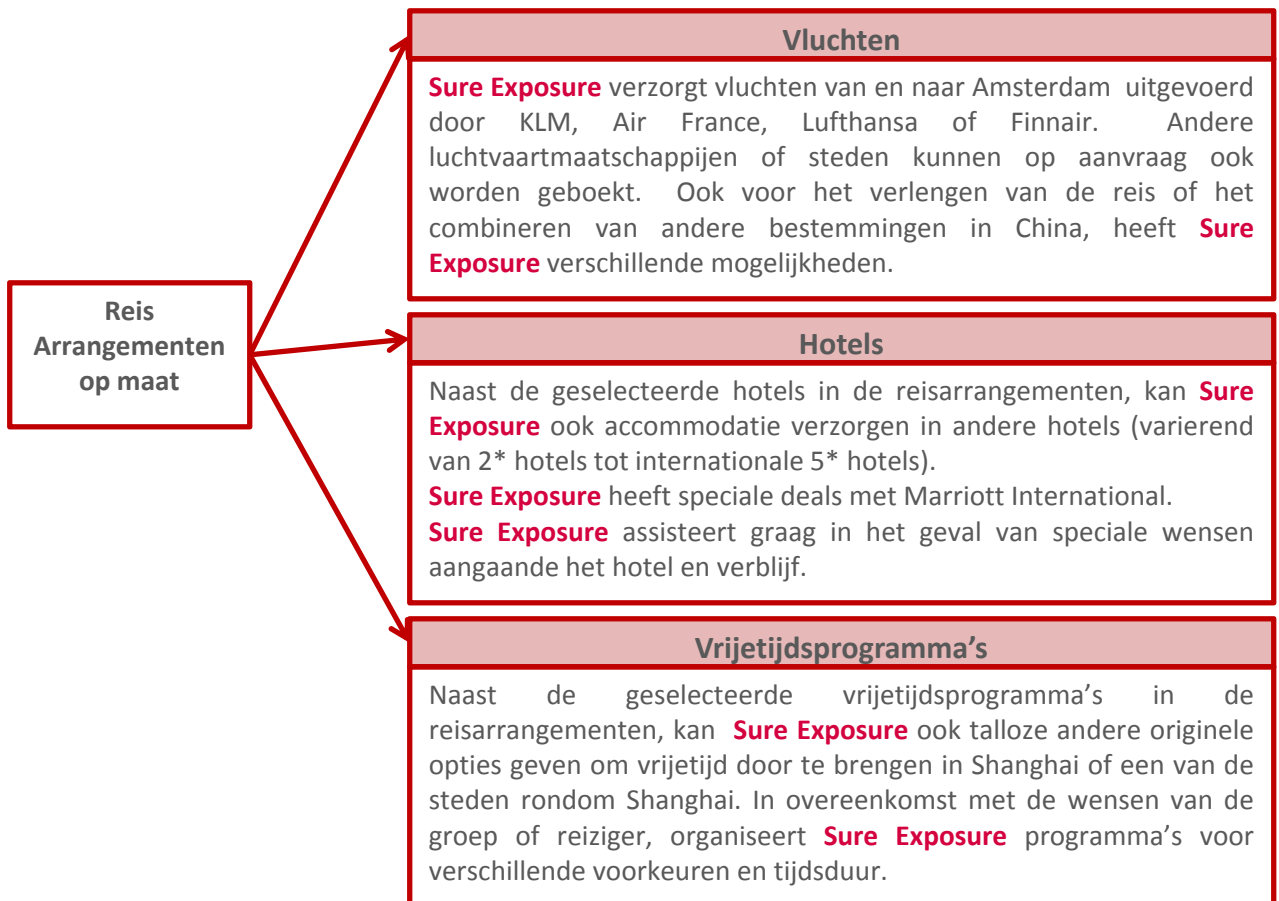 Vluchten
Sure Exposure verzorgt vluchten van en naar Amsterdam uitgevoerd
door KLM, Air France, Lufthansa of Finnair. Andere
luchtvaartmaatschappijen of steden kunnen op aanvraag ook
worden geboekt. Ook voor het verlengen van de reis of het
combineren van andere bestemmingen in China, heeft Sure
Exposure verschillende mogelijkheden.
Reis
Arrangementen
op maat
Hotels
Naast de geselecteerde hotels in de reisarrangementen, kan Sure
Exposure ook accommodatie verzorgen in andere hotels (varierend
van 2* hotels tot internationale 5* hotels).
Sure Exposure heeft speciale deals met Marriott International.
Sure Exposure assisteert graag in het geval van speciale wensen
aangaande het hotel en verblijf.
Vrijetijdsprogramma’s
Naast de geselecteerde vrijetijdsprogramma’s in de
reisarrangementen, kan Sure Exposure ook talloze andere originele
opties geven om vrijetijd door te brengen in Shanghai of een van de
steden rondom Shanghai. In overeenkomst met de wensen van de
groep of reiziger, organiseert Sure Exposure programma’s voor
verschillende voorkeuren en tijdsduur.